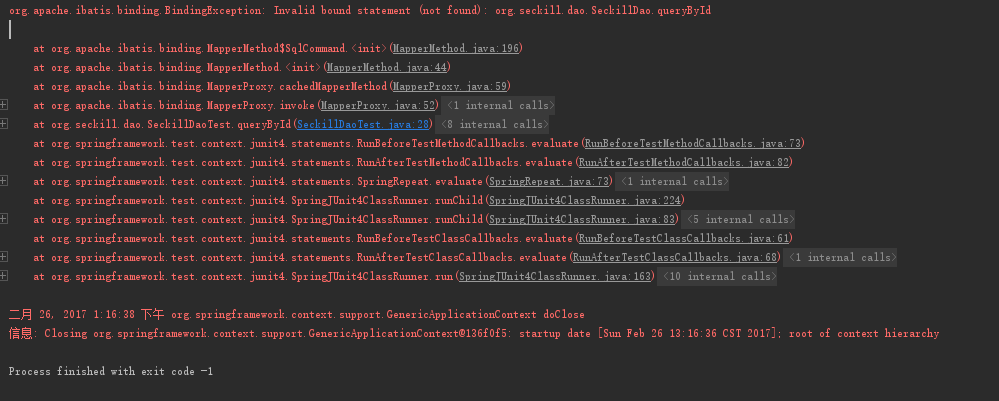 org.apache.ibatis.binding.BindingException: Invalid bound statement (not found): org.seckill.dao.SeckillDao.queryById
at org.apache.ibatis.binding.MapperMethod$SqlCommand.<init>(MapperMethod.java:196)
at org.apache.ibatis.binding.MapperMethod.<init>(MapperMethod.java:44)
at org.apache.ibatis.binding.MapperProxy.cachedMapperMethod(MapperProxy.java:59)
at org.apache.ibatis.binding.MapperProxy.invoke(MapperProxy.java:52) <1 internal calls>
at org.seckill.dao.SeckillDaoTest.queryById(SeckillDaoTest.java:28) <8 internal calls>
at org.springframework.test.context.junit4.statements.RunBeforeTestMethodCallbacks.evaluate(RunBeforeTestMethodCallbacks.java:73)
at org.springframework.test.context.junit4.statements.RunAfterTestMethodCallbacks.evaluate(RunAfterTestMethodCallbacks.java:82)
at org.springframework.test.context.junit4.statements.SpringRepeat.evaluate(SpringRepeat.java:73) <1 internal calls>
at org.springframework.test.context.junit4.SpringJUnit4ClassRunner.runChild(SpringJUnit4ClassRunner.java:224)
at org.springframework.test.context.junit4.SpringJUnit4ClassRunner.runChild(SpringJUnit4ClassRunner.java:83) <5 internal calls>
at org.springframework.test.context.junit4.statements.RunBeforeTestClassCallbacks.evaluate(RunBeforeTestClassCallbacks.java:61)
at org.springframework.test.context.junit4.statements.RunAfterTestClassCallbacks.evaluate(RunAfterTestClassCallbacks.java:68) <1 internal calls>
at org.springframework.test.context.junit4.SpringJUnit4ClassRunner.run(SpringJUnit4ClassRunner.java:163) <10 internal calls>
二月 26, 2017 1:16:38 下午 org.springframework.context.support.GenericApplicationContext doClose
信息: Closing org.springframework.context.support.GenericApplicationContext@136f0f5: startup date [Sun Feb 26 13:16:36 CST 2017]; root of context hierarchy
Process finished with exit code -1